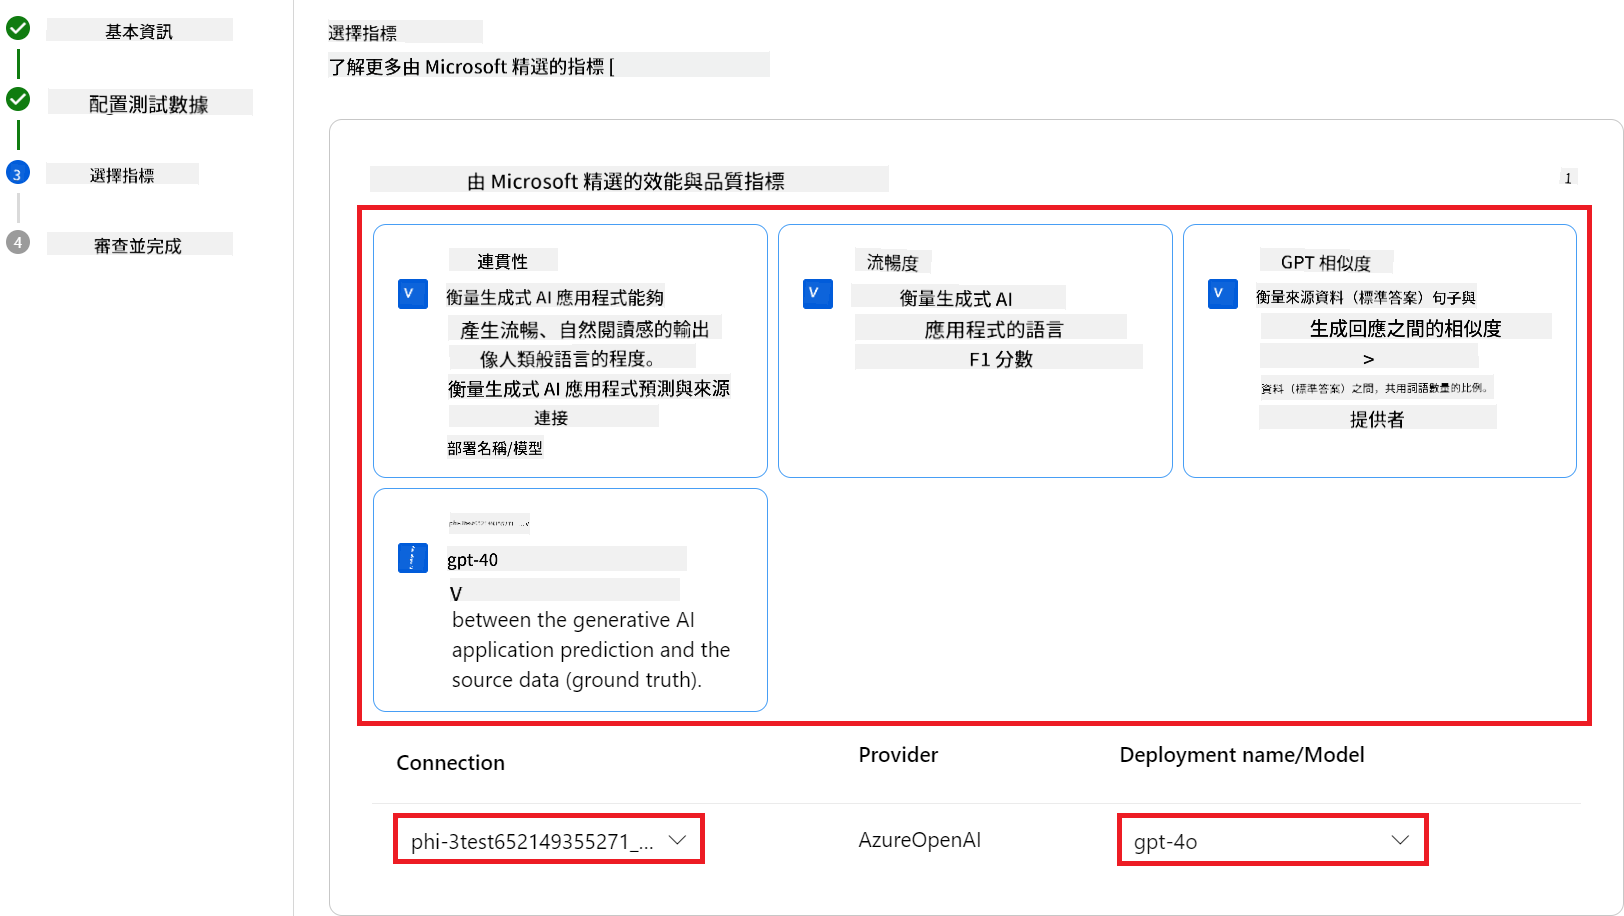 基本資訊
配置測試數據
3
選擇指標
4
審查並完成
選擇指標
了解更多由 Microsoft 精選的指標 [
由 Microsoft 精選的效能與品質指標
1
連貫性
V
衡量生成式 AI 應用程式能夠
產生流暢、自然閱讀感的輸出
像人類般語言的程度。
衡量生成式 AI 應用程式預測與來源
連接
部署名稱/模型
流暢度
V
衡量生成式 AI
應用程式的語言
F1 分數
GPT 相似度
V
衡量來源資料（標準答案）句子與
生成回應之間的相似度
>
資料（標準答案）之間，共用詞語數量的比例。
提供者
gpt-40
V
between the generative AI
application prediction and the
source data (ground truth).
Connection
Provider
Deployment name/Model
phi-3test652149355271_...
AzureOpenAI
gpt-4o